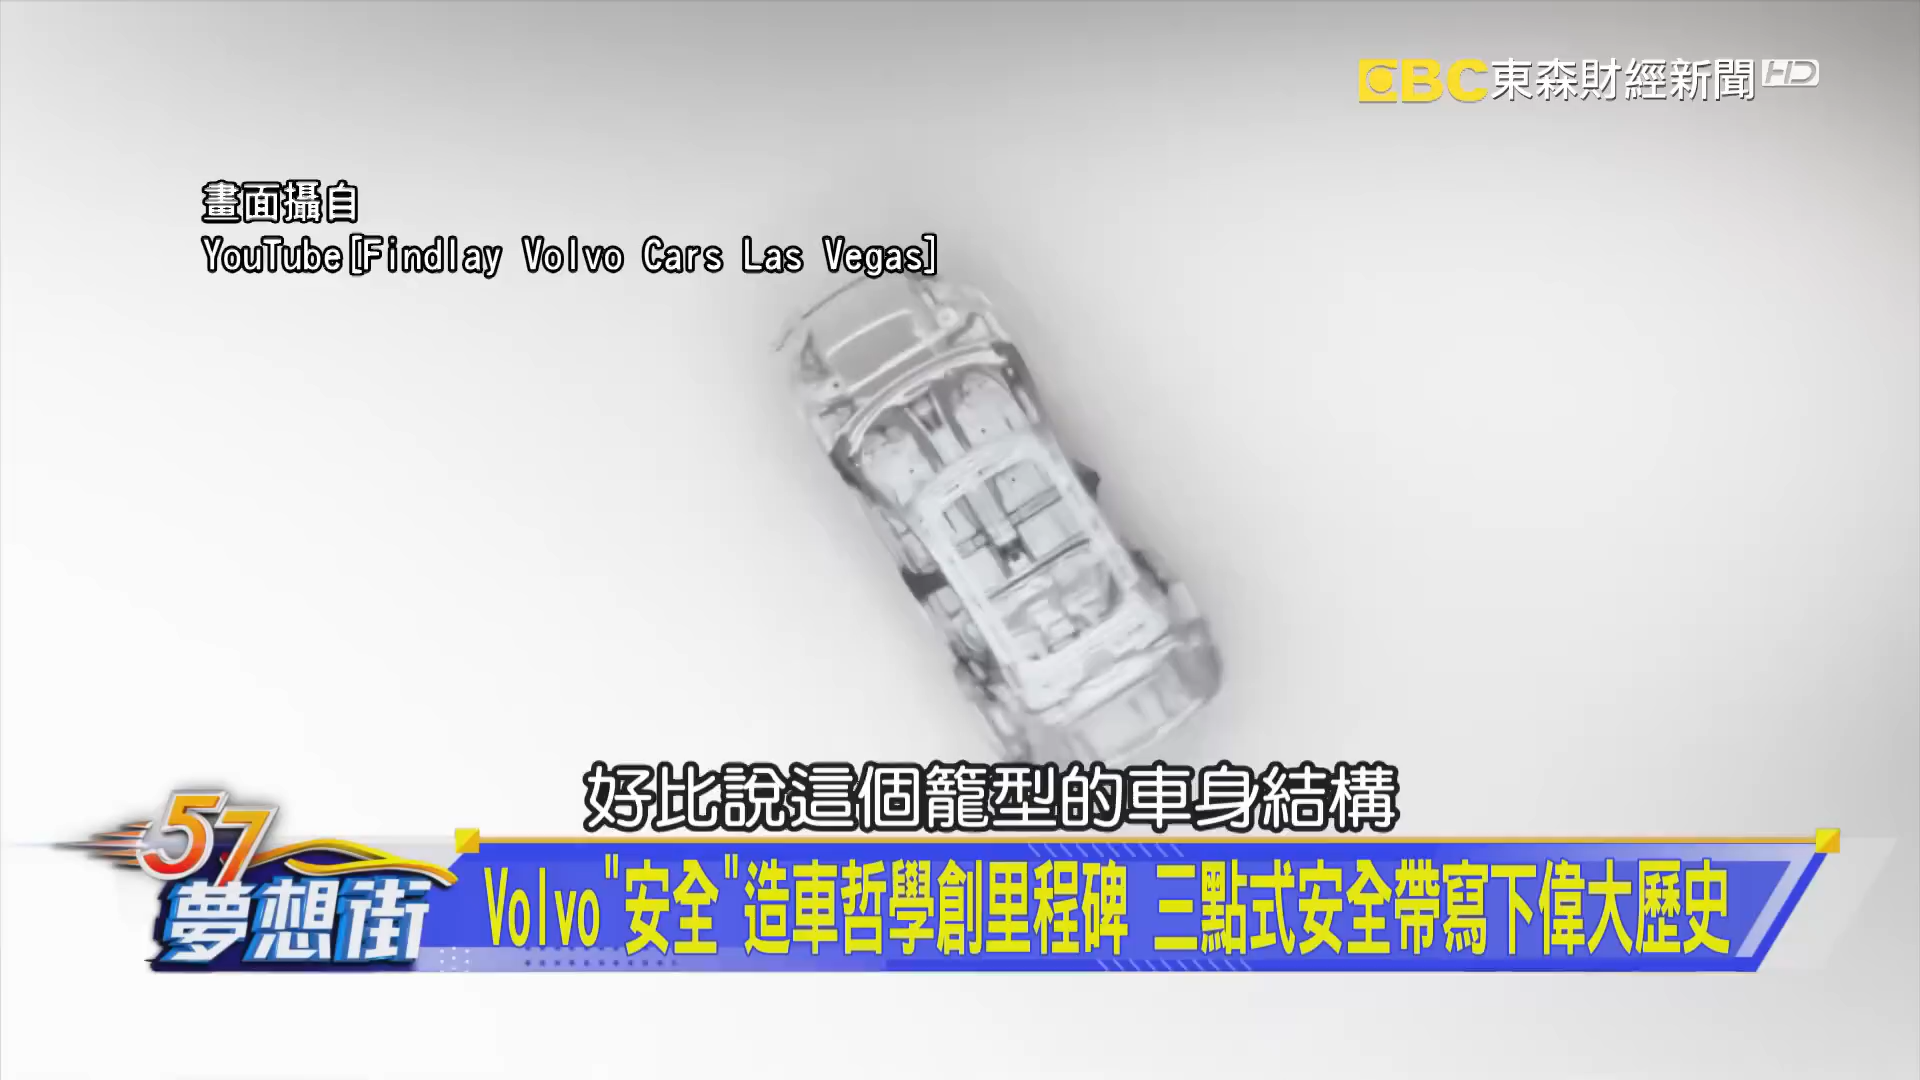 EBC東森財經新聞HD
畫面攝自
YouTube[Findlay Volvo Cars Las Vegas]
好比說這個籠型的車身結構
57
夢想街
Volvo"安全"造車哲學創里程碑 三點式安全帶寫下偉大歷史